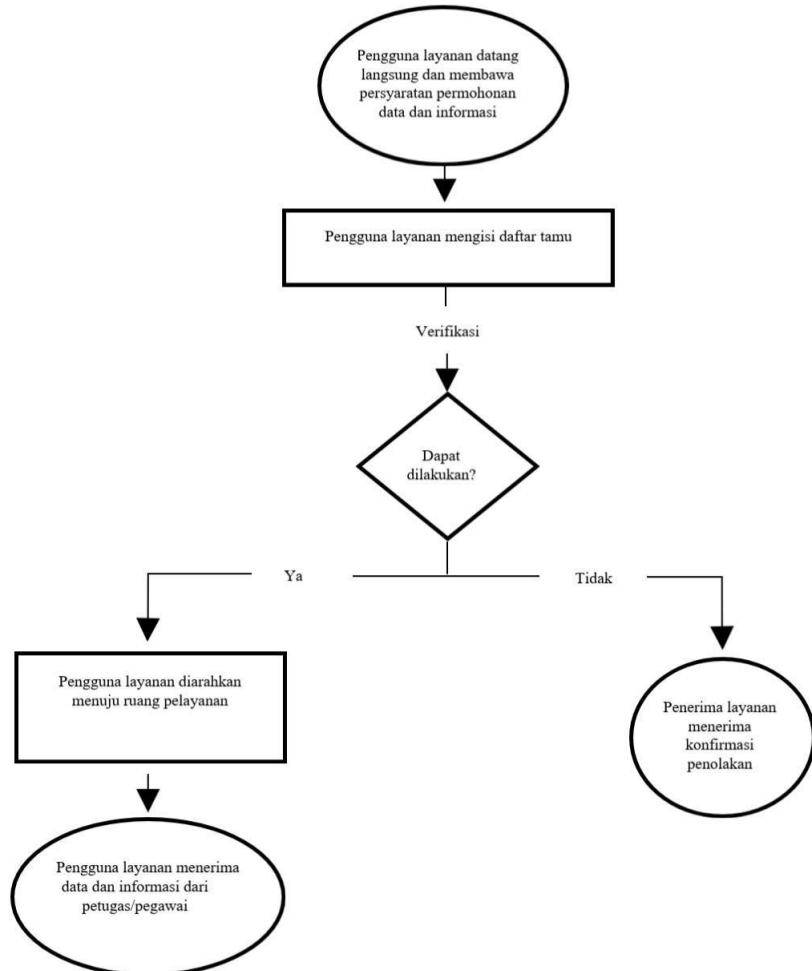 Pengguna layanan datang
langsung dan membawa
persyaratan permohonan
data dan informasi
Pengguna layanan mengisi daftar tamu
Verifikasi
Dapat
dilakukan?
Ya
Tidak
Pengguna layanan diarahkan
menuju ruang pelayanan
Penerima layanan
menerima
konfirmasi
penolakan
Pengguna layanan menerima
data dan informasi dari
petugas/pegawai